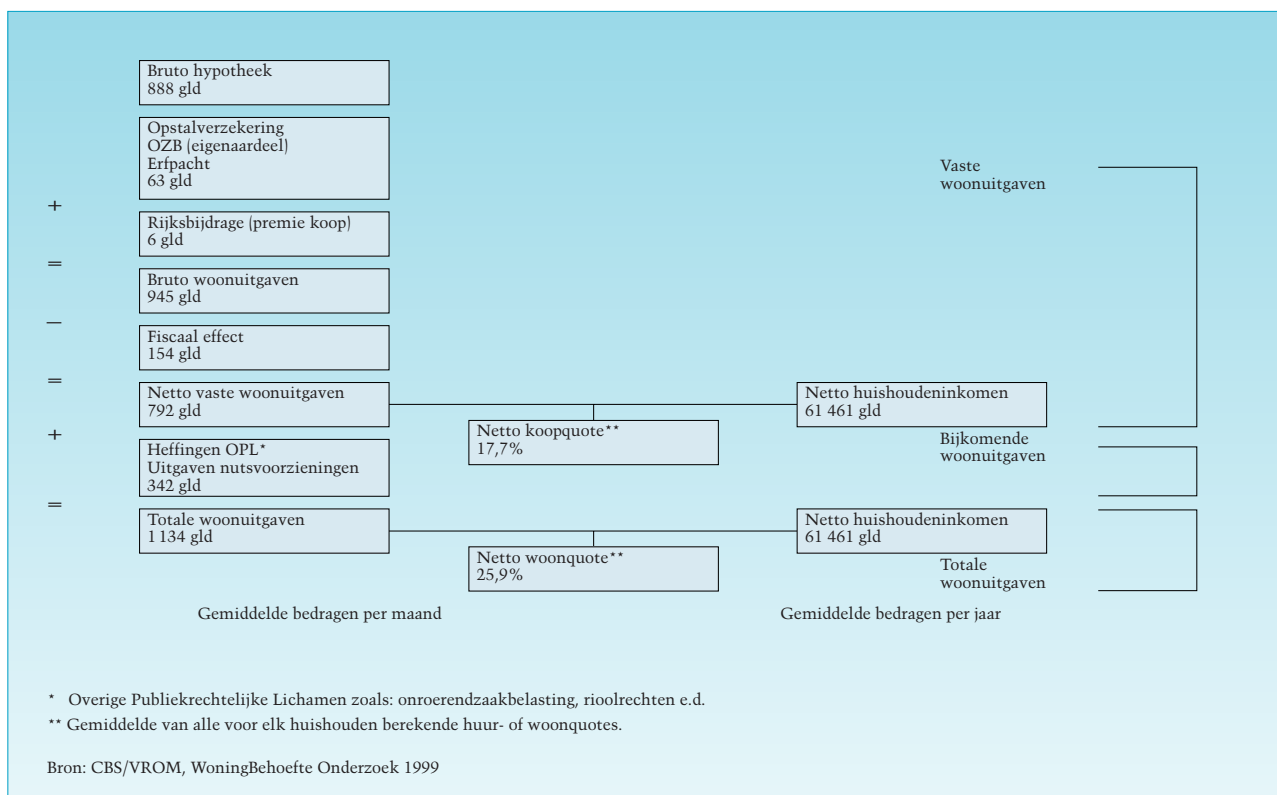 Bruto hypotheek
888 gld
Opstalverzekering
OZB (eigenaardeel)
Erfpacht
63 gld
Vaste
woonuitgaven
+
Rijksbijdrage (premie koop)
6 gld
=
Bruto woonuitgaven
945 gld
–
Fiscaal effect
154 gld
=
Netto vaste woonuitgaven
792 gld
Netto huishoudeninkomen
61 461 gld
Netto koopquote**
17,7%
+
Heffingen OPL*
Uitgaven nutsvoorzieningen
342 gld
Bijkomende
woonuitgaven
=
Totale woonuitgaven
1 134 gld
Netto huishoudeninkomen
61 461 gld
Netto woonquote**
25,9%
Totale
woonuitgaven
Gemiddelde bedragen per maand
Gemiddelde bedragen per jaar
* Overige Publiekrechtelijke Lichamen zoals: onroerendzaakbelasting, rioolrechten e.d.
** Gemiddelde van alle voor elk huishouden berekende huur- of woonquotes.
Bron: CBS/VROM, WoningBehoefte Onderzoek 1999